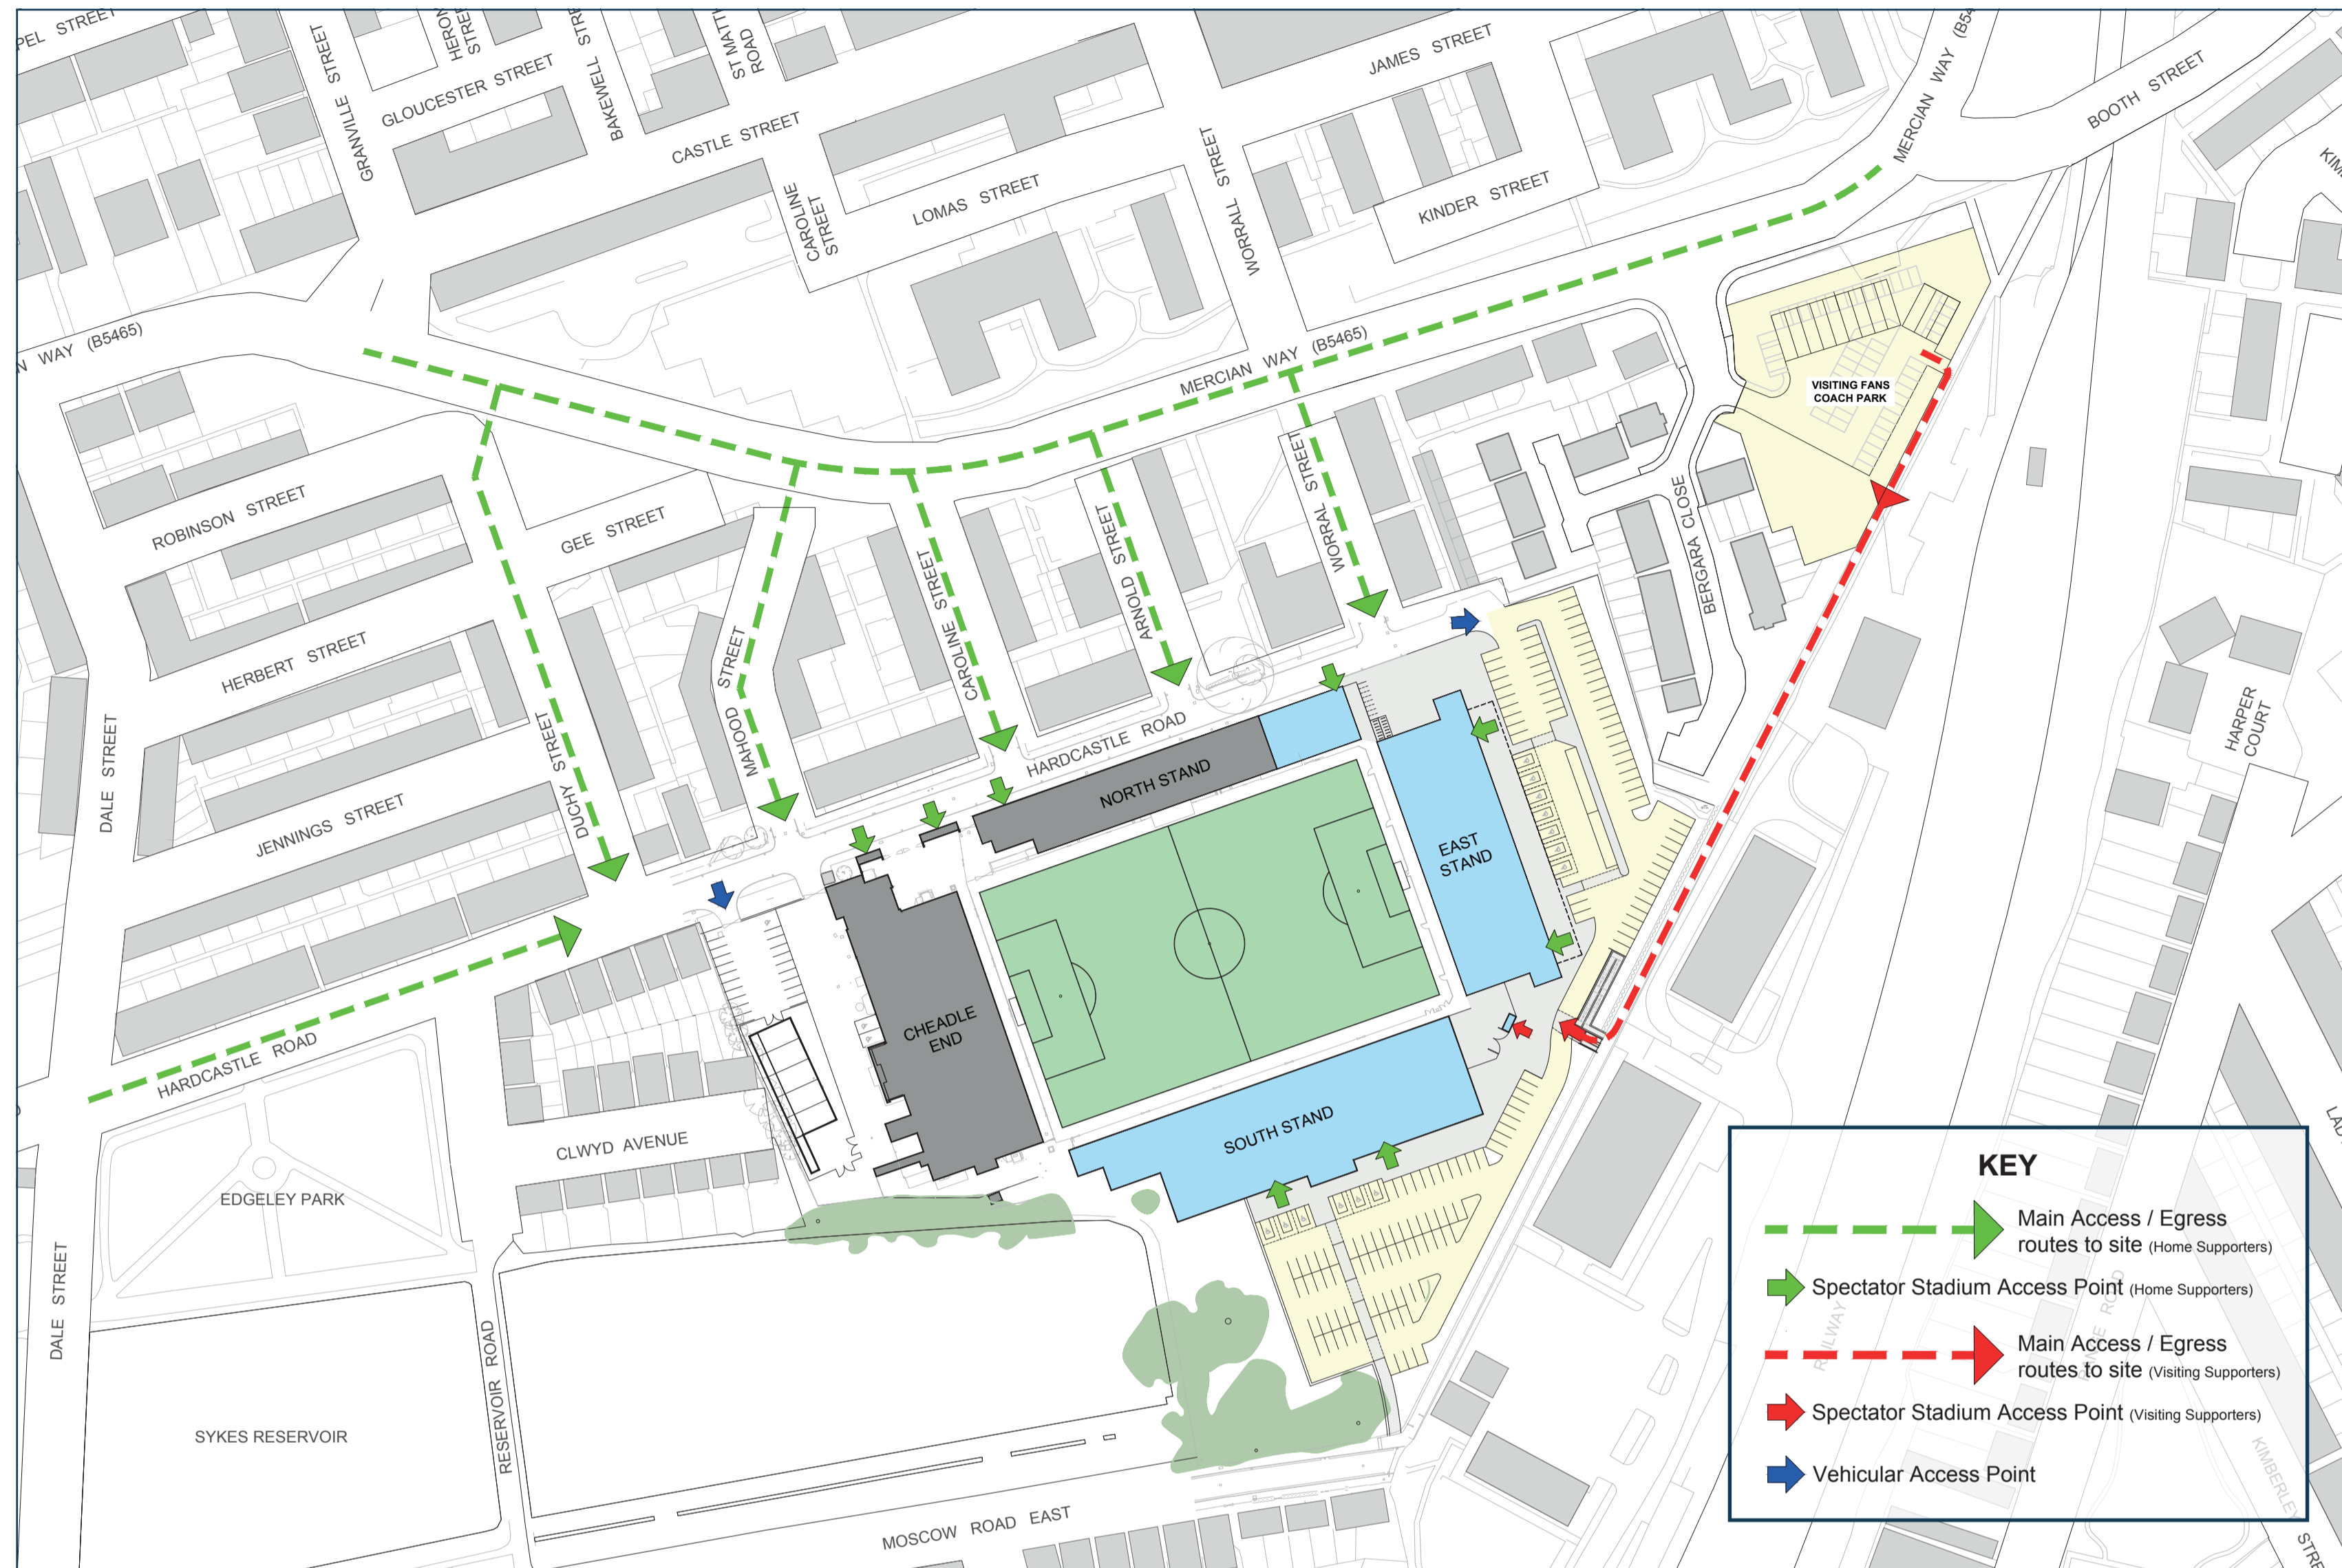 PEL STREET
GRANVILLE STREET
GLOUCESTER STREET
CASTLE STREET
ROAD
JAMES STREET
MERCIAN WAY (B54
BOOTH STREET
CAROLINE
STREET
LOMAS STREET
WORRALL STREET
KINDER STREET
N WAY (B5465)
MERCIAN WAY (B5465)
VISITING FANS
COACH PARK
ROBINSON STREET
GEE STREET
HERBERT STREET
MAHOOD STREET
CAROLINE STREET
ARNOLD STREET
WORRAL STREET
BERGARA CLOSE
DALE STREET
DUCHY STREET
JENNINGS STREET
HARDCASTLE ROAD
NORTH STAND
EAST
STAND
HARPER
COURT
CHEADLE
END
SOUTH STAND
HARDCASTLE ROAD
CLWYD AVENUE
EDGELEY PARK
DALE STREET
RESERVOIR ROAD
SYKES RESERVOIR
MOSCOW ROAD EAST
KEY
Main Access / Egress
routes to site (Home Supporters)
Spectator Stadium Access Point (Home Supporters)
Main Access / Egress
routes to site (Visiting Supporters)
Spectator Stadium Access Point (Visiting Supporters)
Vehicular Access Point
RAILWAY
ROAD
KIMBERLEY STRE